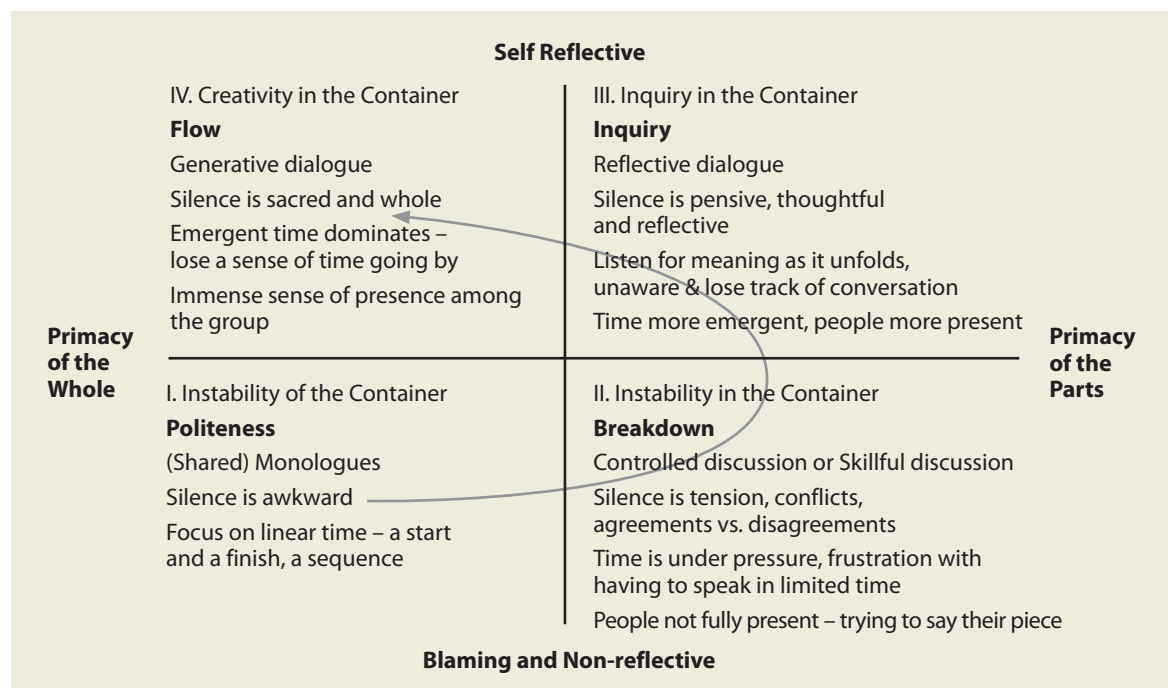 Self Reflective
IV. Creativity in the Container
Flow
Generative dialogue
Silence is sacred and whole
Emergent time dominates –
lose a sense of time going by
Immense sense of presence among
the group
III. Inquiry in the Container
Inquiry
Reflective dialogue
Silence is pensive, thoughtful
and reflective
Listen for meaning as it unfolds,
unaware & lose track of conversation
Time more emergent, people more present
Primacy
of the
Whole
Primacy
of the
Parts
I. Instability of the Container
Politeness
(Shared) Monologues
Silence is awkward
Focus on linear time – a start
and a finish, a sequence
II. Instability in the Container
Breakdown
Controlled discussion or Skillful discussion
Silence is tension, conflicts,
agreements vs. disagreements
Time is under pressure, frustration with
having to speak in limited time
People not fully present – trying to say their piece
Blaming and Non-reflective